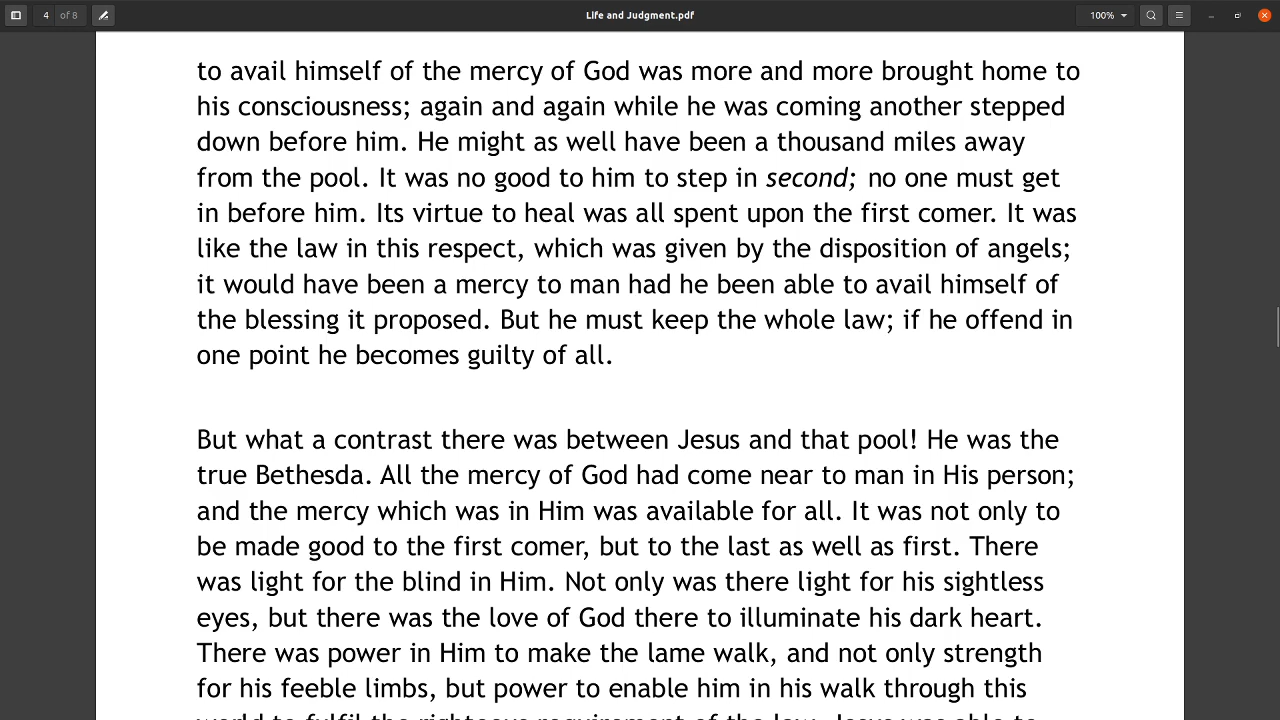 4 of 8
Life and Judgment.pdf
100%
to avail himself of the mercy of God was more and more brought home to
his consciousness; again and again while he was coming another stepped
down before him. He might as well have been a thousand miles away
from the pool. It was no good to him to step in second; no one must get
in before him. Its virtue to heal was all spent upon the first comer. It was
like the law in this respect, which was given by the disposition of angels;
it would have been a mercy to man had he been able to avail himself of
the blessing it proposed. But he must keep the whole law; if he offend in
one point he becomes guilty of all.
But what a contrast there was between Jesus and that pool! He was the
true Bethesda. All the mercy of God had come near to man in His person;
and the mercy which was in Him was available for all. It was not only to
be made good to the first comer, but to the last as well as first. There
was light for the blind in Him. Not only was there light for his sightless
eyes, but there was the love of God there to illuminate his dark heart.
There was power in Him to make the lame walk, and not only strength
for his feeble limbs, but power to enable him in his walk through this
world to fulfil the righteous requirement of the law. Jesus was able to